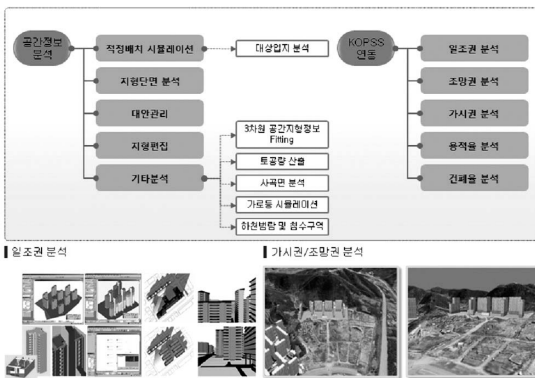 공간정보
분석
적정배치 시뮬레이션
지형단면 분석
대안관리
지형편집
기타분석
대상입지 분석
3차원 공간지형정보
Fitting
토공량 산출
사곡면 분석
가로등 시뮬레이션
하천범람 및 침수구역
KOPSS
연동
일조권 분석
조망권 분석
가시권 분석
용적율 분석
건폐율 분석
일조권 분석
가시권/조망권 분석